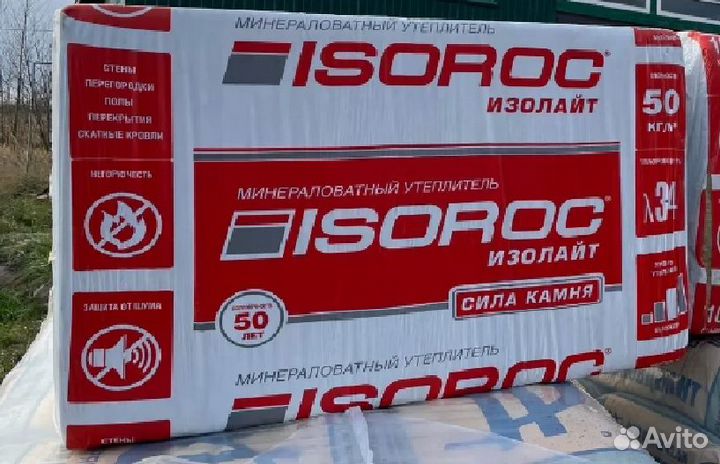 МИНЕРАЛОВАТНЫЙ УТЕПЛИТЕЛЬ
ISOROC®
ИЗОЛАЙТ
СТЕНЫ
ПЕРЕГОРОДКИ
ПОЛЫ
ПЕРЕКРЫТИЯ
СКАТНЫЕ КРОВЛИ
50
КГ/М³
НЕГОРЮЧЕСТЬ
МИНЕРАЛОВАТНЫЙ УТЕПЛИТЕЛЬ
ISOROC®
ИЗОЛАЙТ
СИЛА КАМНЯ
λ34
ЗАЩИТА ОТ ШУМА
50
ЛЕТ
МИНЕРАЛОВАТНЫЙ УТЕПЛИТЕЛЬ
ISOROC®
СТЕНЫ
Avito